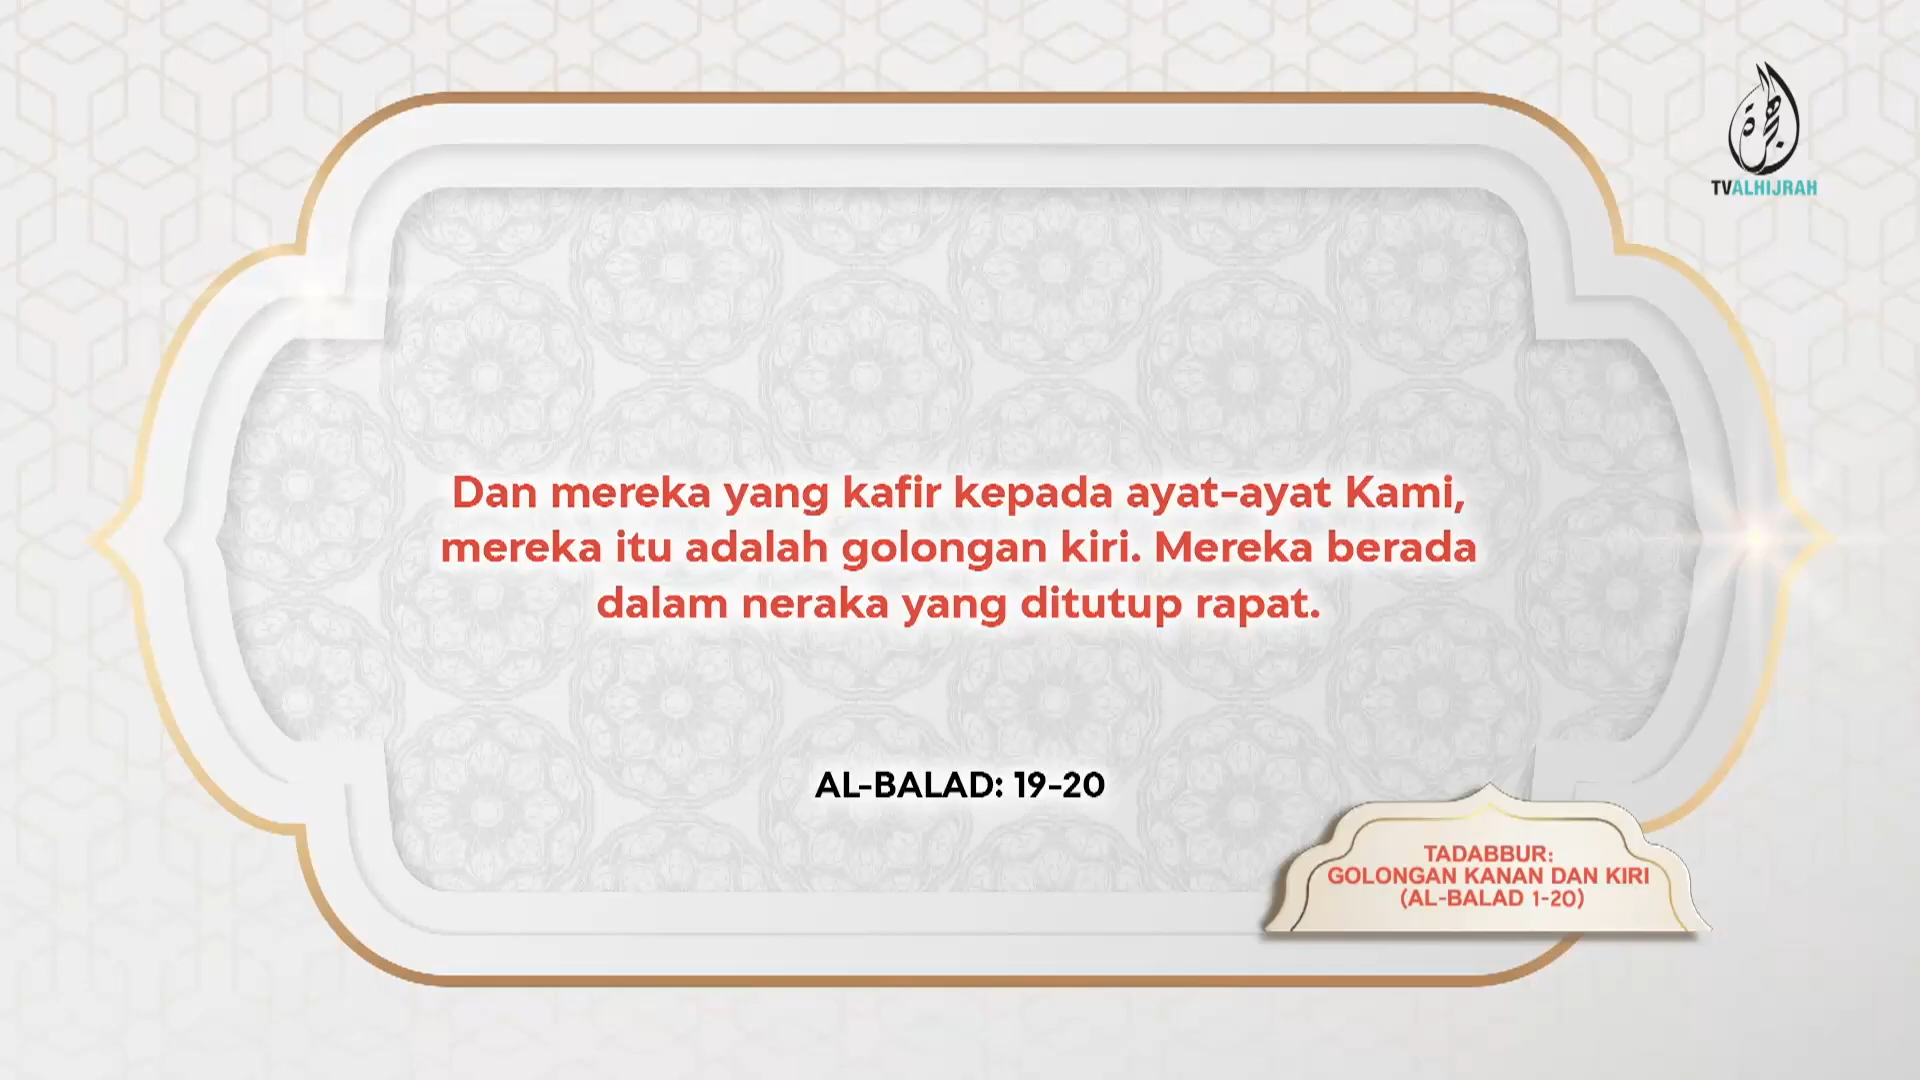 هجرة
TVALHIJRAH
Dan mereka yang kafir kepada ayat-ayat Kami,
mereka itu adalah golongan kiri. Mereka berada
dalam neraka yang ditutup rapat.
AL-BALAD: 19-20
TADABBUR:
GOLONGAN KANAN DAN KIRI
(AL-BALAD 1-20)